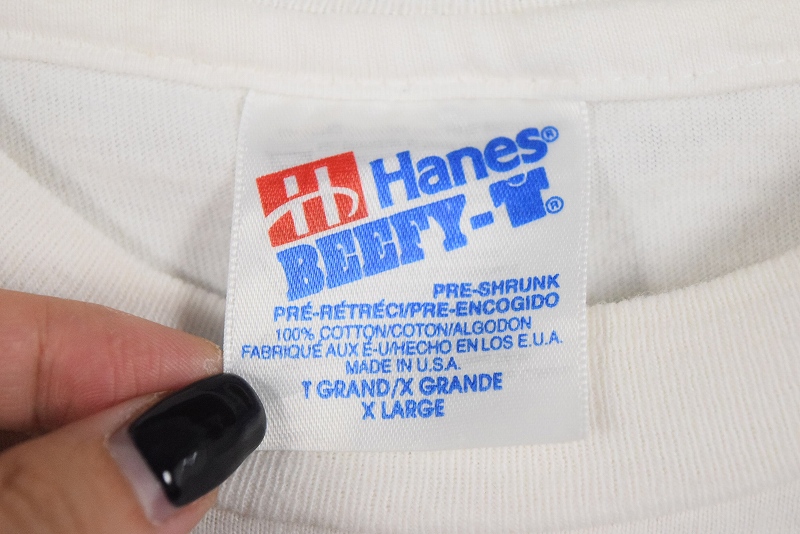 H Hanes®
BEEFY-T®
PRE-SHRUNK
PRÉ-RÉTRÉCI/PRE-ENCOGIDO
100% COTTON/COTON/ALGODON
FABRIQUÉ AUX É-U/HECHO EN LOS E.U.A.
MADE IN U.S.A.
T GRAND/X GRANDE
X LARGE